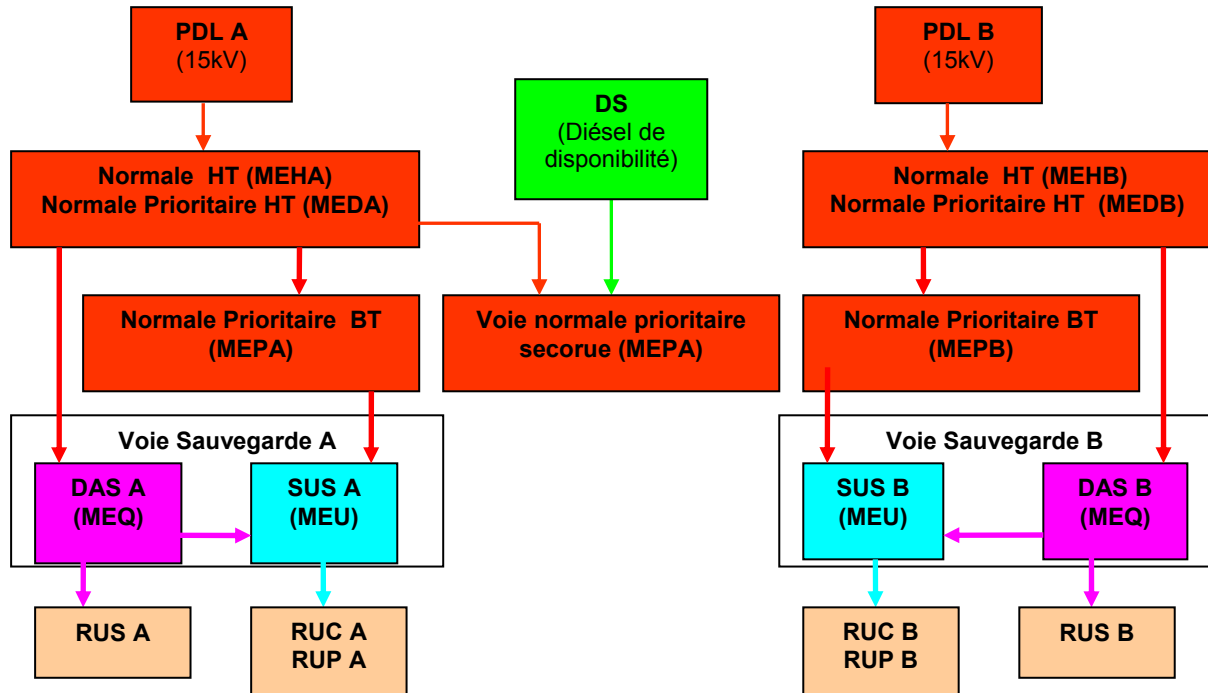 PDL A
(15kV)
PDL B
(15kV)
DS
(Diésel de
disponibilité)
Normale HT (MEHA)
Normale Prioritaire HT (MEDA)
Normale HT (MEHB)
Normale Prioritaire HT (MEDB)
Normale Prioritaire BT
(MEPA)
Voie normale prioritaire
secorue (MEPA)
Normale Prioritaire BT
(MEPB)
Voie Sauvegarde A
DAS A
(MEQ)
SUS A
(MEU)
Voie Sauvegarde B
SUS B
(MEU)
DAS B
(MEQ)
RUS A
RUC A
RUP A
RUC B
RUP B
RUS B